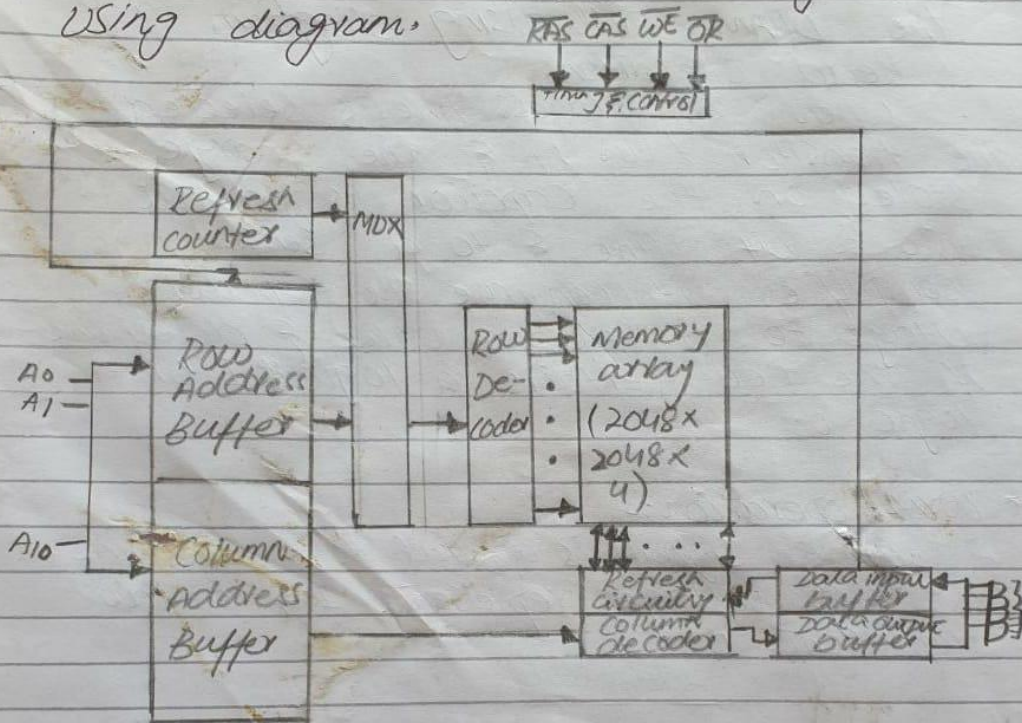 Using diagram.
RAS CAS WE OR
Timing & Control
Refresh
counter
MUX
Row
Address
Buffer
A0
A1
A10
Column
Address
Buffer
Row
De-
coder
Memory
array
(2048×
2048×
4)
Refresh
circuitry
Column
decoder
Data input
buffer
Data output
buffer